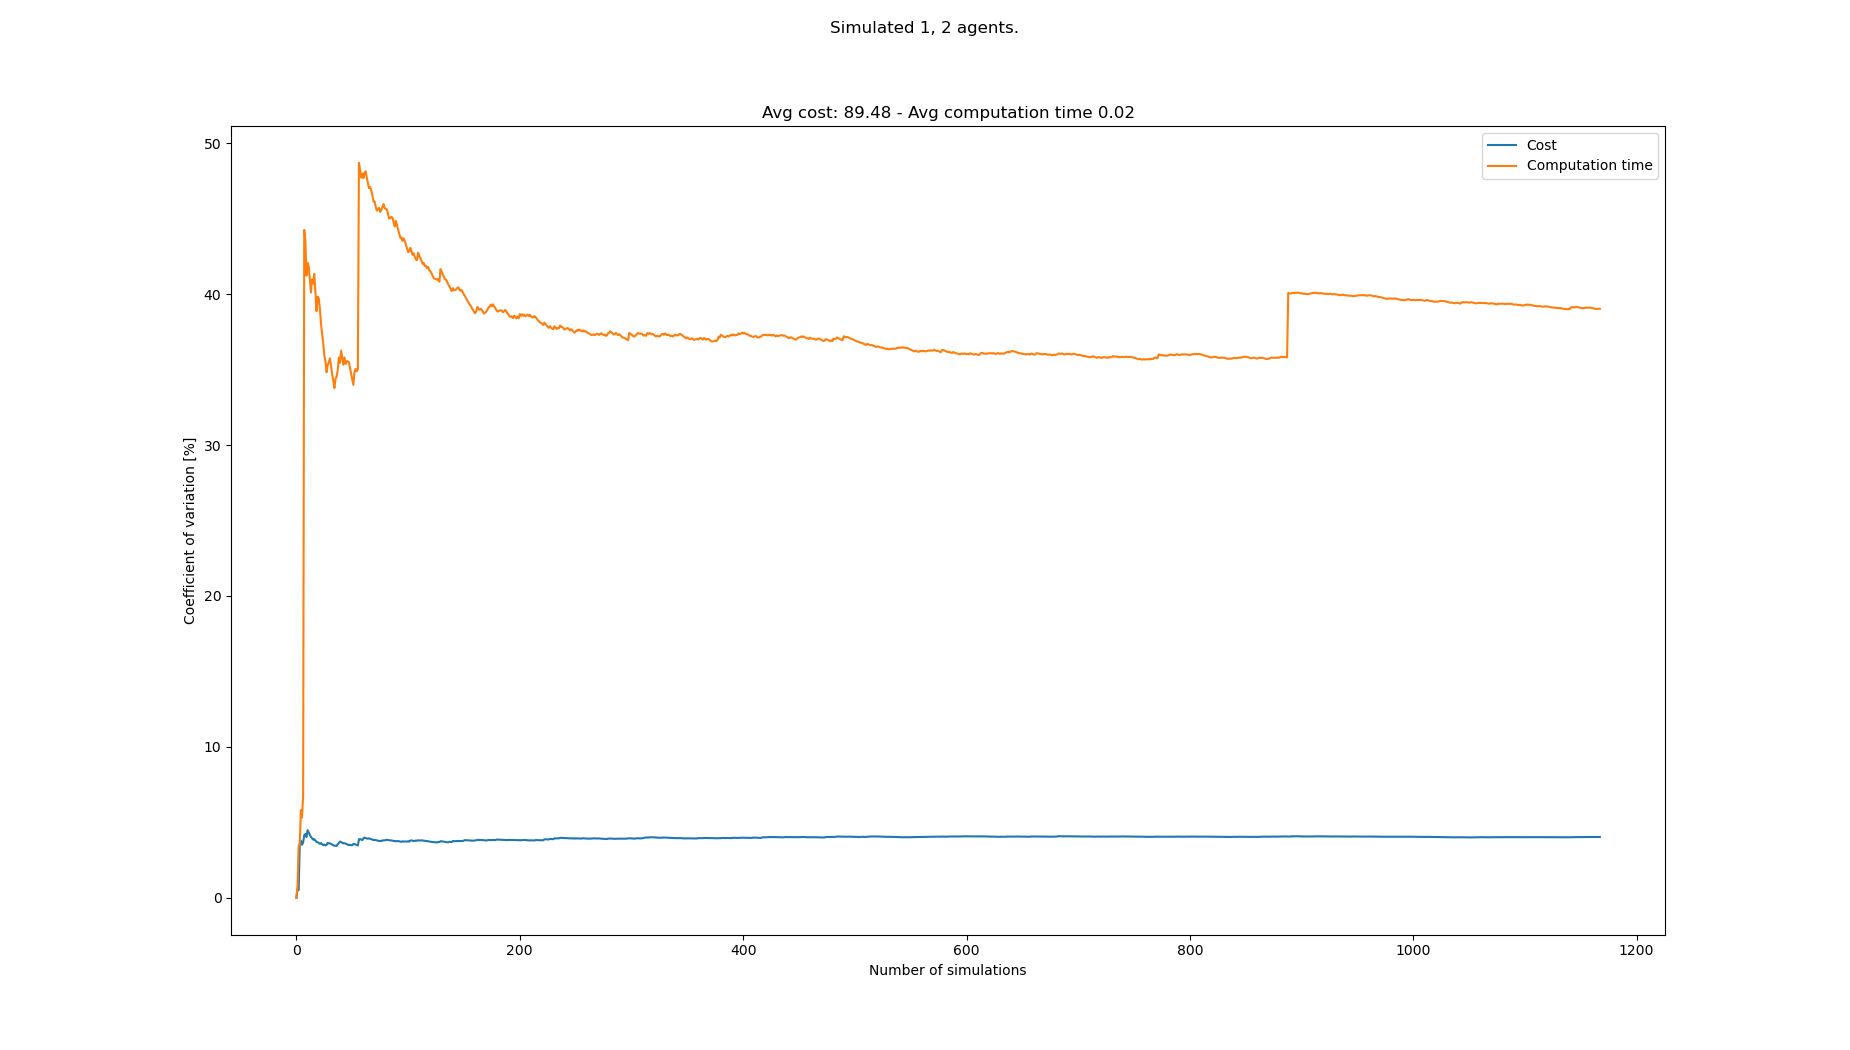 Simulated 1, 2 agents.
Avg cost: 89.48 - Avg computation time 0.02
Cost
Computation time
50
40
30
20
10
0
Coefficient of variation [%]
0 200 400 600 800 1000 1200
Number of simulations